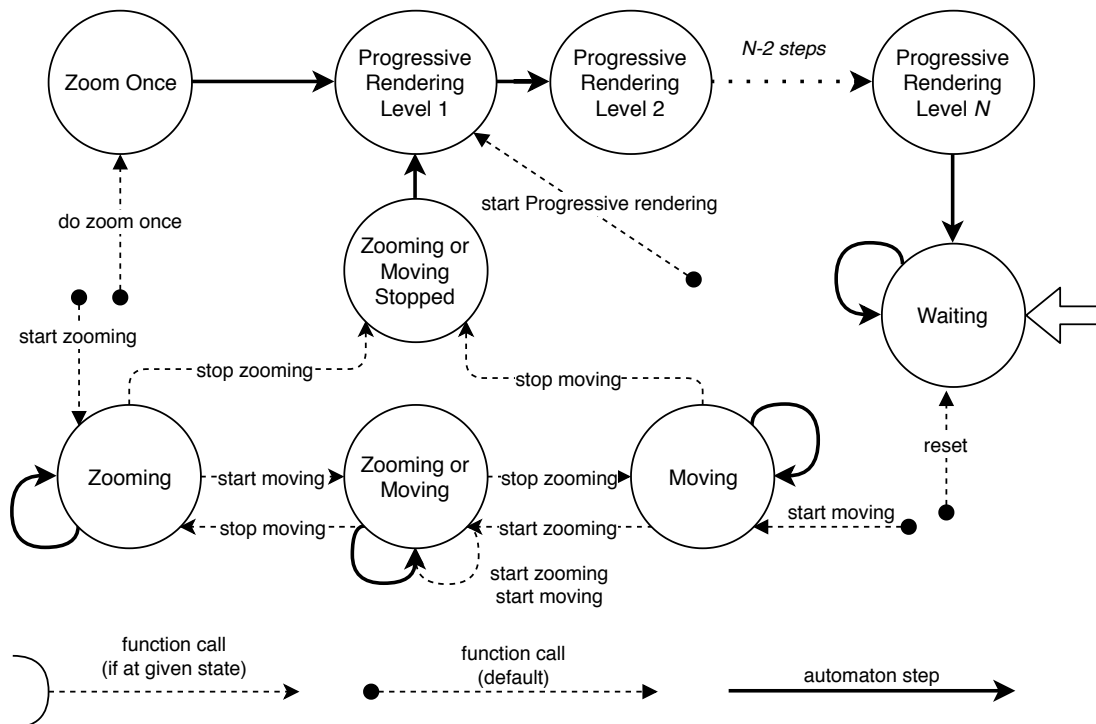 Zoom Once
Progressive
Rendering
Level 1
Progressive
Rendering
Level 2
N-2 steps
Progressive
Rendering
Level N
do zoom once
start Progressive rendering
Zooming or
Moving
Stopped
start zooming
Waiting
stop zooming
stop moving
reset
Zooming
start moving
Zooming or
Moving
stop zooming
Moving
start moving
stop moving
start zooming
start zooming
start moving
function call
(if at given state)
function call
(default)
automaton step